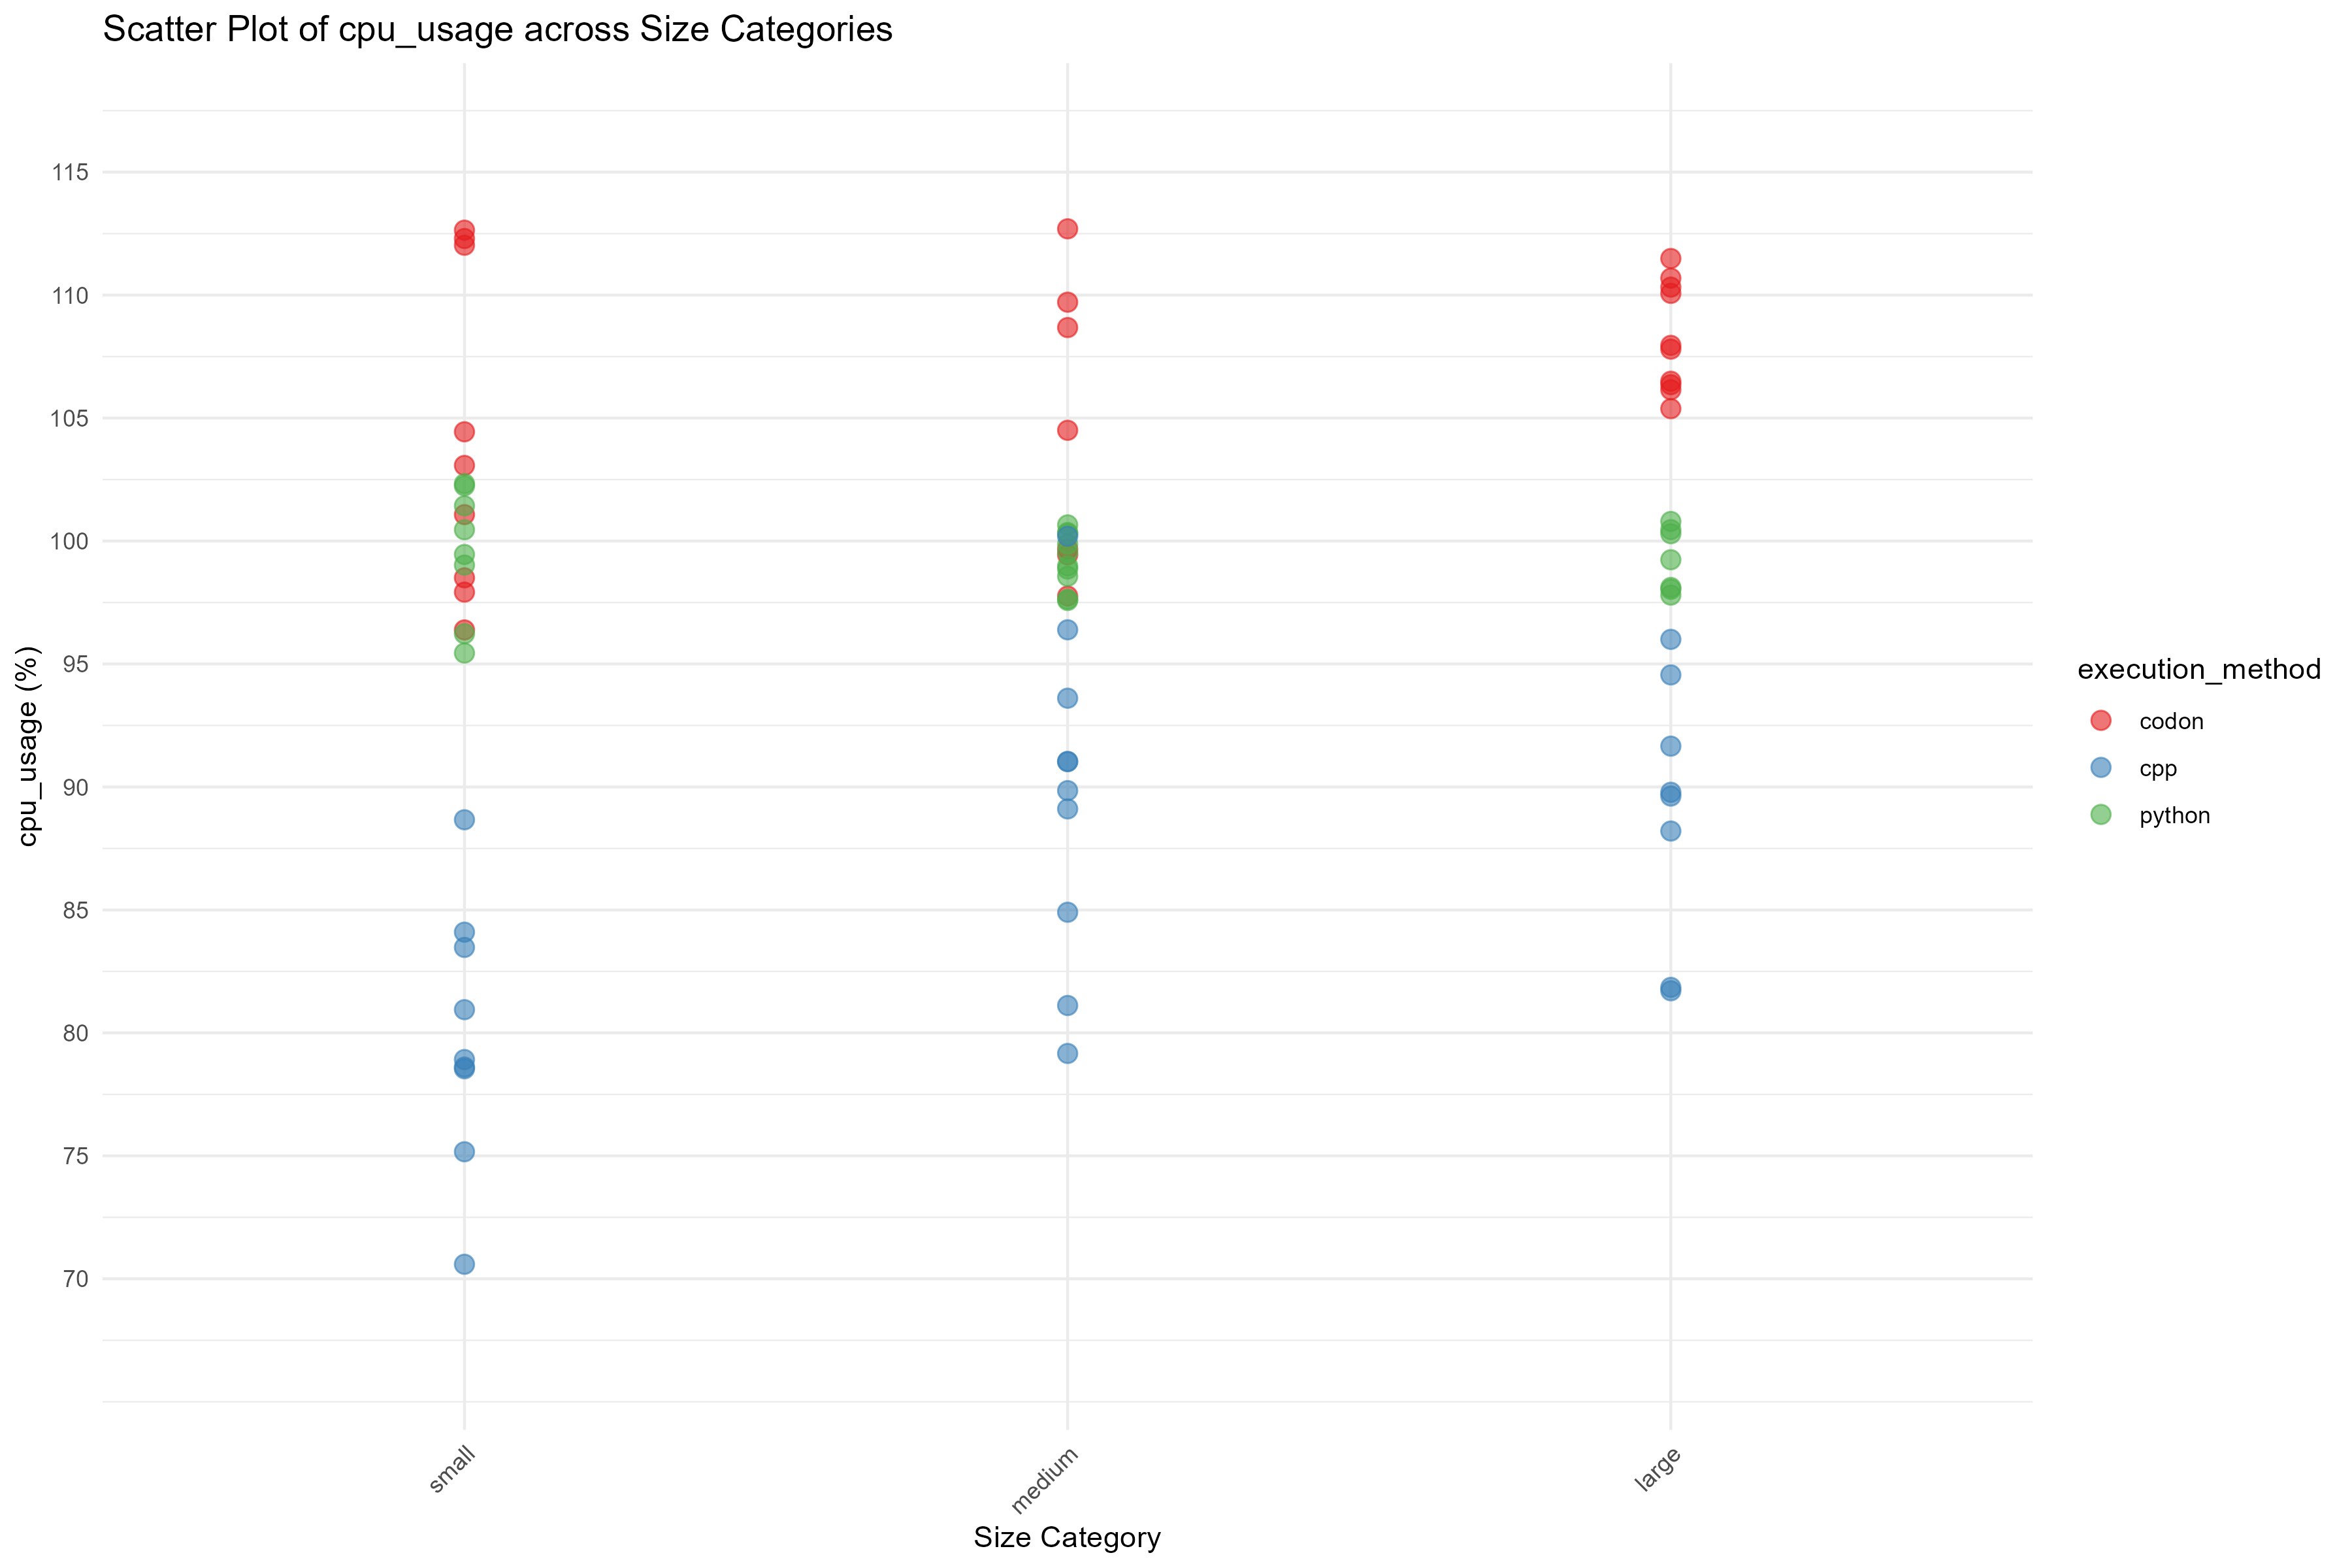 Scatter Plot of cpu_usage across Size Categories
115
110
105
100
95
90
85
80
75
70
cpu_usage (%)
small
medium
large
Size Category
execution_method
codon
cpp
python